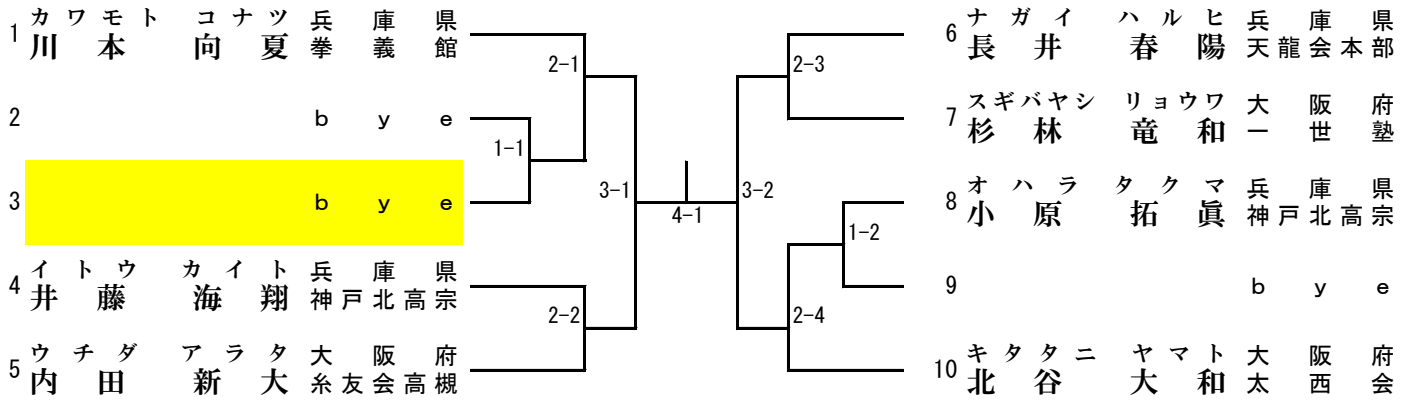 カワモト コナツ 兵庫県
1 川本 向夏 拳義館
2-1
2 bye
1-1
3 bye
3-1
イトウ カイト 兵庫県
4 井藤 海翔 神戸北高宗
2-2
ウチダ アラタ 大阪府
5 内田 新大 糸友会高槻
4-1
ナガイ ハルヒ 兵庫県
6 長井 春陽 天龍会本部
2-3
スギバヤシ リョウワ 大阪府
7 杉林 竜和 一世塾
3-2
オハラ タクマ 兵庫県
8 小原 拓眞 神戸北高宗
1-2
9 bye
2-4
キタタニ ヤマト 大阪府
10 北谷 大和 太西会